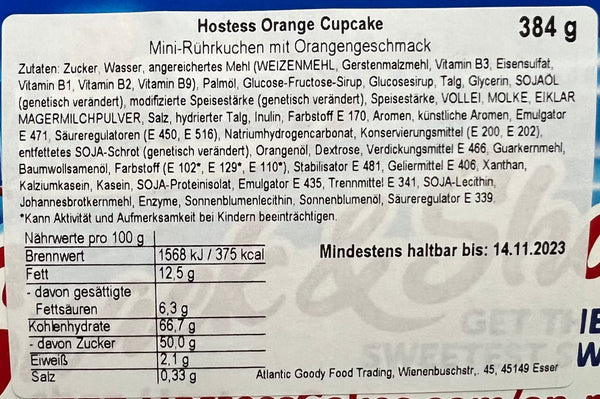 Hostess Orange Cupcake
384 g
Mini-Rührkuchen mit Orangengeschmack
Zutaten: Zucker, Wasser, angereichertes Mehl (WEIZENMEHL, Gerstenmalzmehl, Vitamin B3, Eisensulfat,
Vitamin B1, Vitamin B2, Vitamin B9), Palmöl, Glucose-Fructose-Sirup, Glucosesirup, Talg, Glycerin, SOJAÖL
(genetisch verändert), modifizierte Speisestärke (genetisch verändert), Speisestärke, VOLLEI, MOLKE, EIKLAR
MAGERMILCHPULVER, Salz, hydrierter Talg, Inulin, Farbstoff E 170, Aromen, künstliche Aromen, Emulgator
E 471, Säureregulatoren (E 450, E 516), Natriumhydrogencarbonat, Konservierungsmittel (E 200, E 202),
entfettetes SOJA-Schrot (genetisch verändert), Orangenöl, Dextrose, Verdickungsmittel E 466, Guarkernmehl,
Baumwollsamenöl, Farbstoff (E 102*, E 129*, E 110*), Stabilisator E 481, Geliermittel E 406, Xanthan,
Kalziumkasein, Kasein, SOJA-Proteinisolat, Emulgator E 435, Trennmittel E 341, SOJA-Lecithin,
Johannesbrotkernmehl, Enzyme, Sonnenblumenlecithin, Sonnenblumenöl, Säureregulator E 339
*Kann Aktivität und Aufmerksamkeit bei Kindern beeinträchtigen.
Nährwerte pro 100 g
Brennwert 1568 kJ / 375 kcal
Fett 12,5 g
- davon gesättigte
Fettsäuren 6,3 g
Kohlenhydrate 66,7 g
- davon Zucker 50,0 g
Eiweiß 2,1 g
Salz 0,33 g
Mindestens haltbar bis: 14.11.2023
GET TH
SWEETEST S
Atlantic Goody Food Trading, Wienenbuschstr,. 45, 45149 Esser